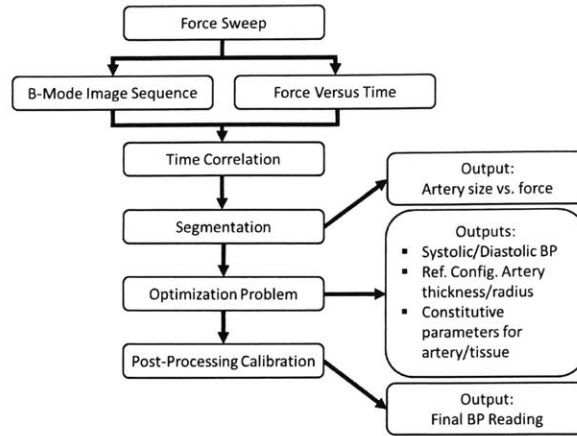 Force Sweep
B-Mode Image Sequence
Force Versus Time
Time Correlation
Output:
Artery size vs. force
Segmentation
Outputs:
▪ Systolic/Diastolic BP
▪ Ref. Config. Artery
thickness/radius
▪ Constitutive
parameters for
artery/tissue
Optimization Problem
Post-Processing Calibration
Output:
Final BP Reading